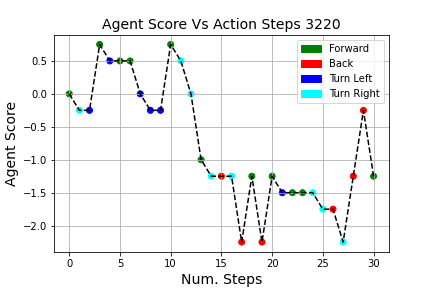 Agent Score Vs Action Steps 3220
Agent Score
0.5
0.0
−0.5
−1.0
−1.5
−2.0
Forward
Back
Turn Left
Turn Right
0 5 10 15 20 25 30
Num. Steps